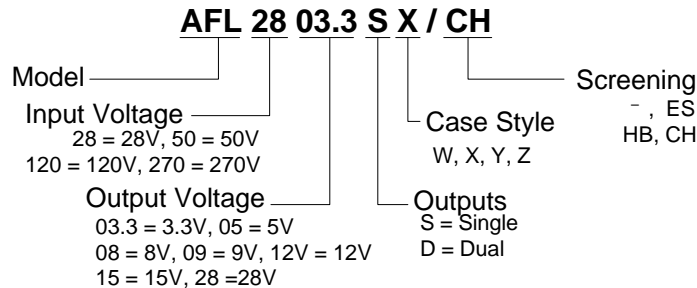 AFL 28 03.3 S X / CH
Model
Input Voltage
28 = 28V, 50 = 50V
120 = 120V, 270 = 270V
Output Voltage
03.3 = 3.3V, 05 = 5V
08 = 8V, 09 = 9V, 12V = 12V
15 = 15V, 28 =28V
Outputs
S = Single
D = Dual
Case Style
W, X, Y, Z
Screening
– , ES
HB, CH